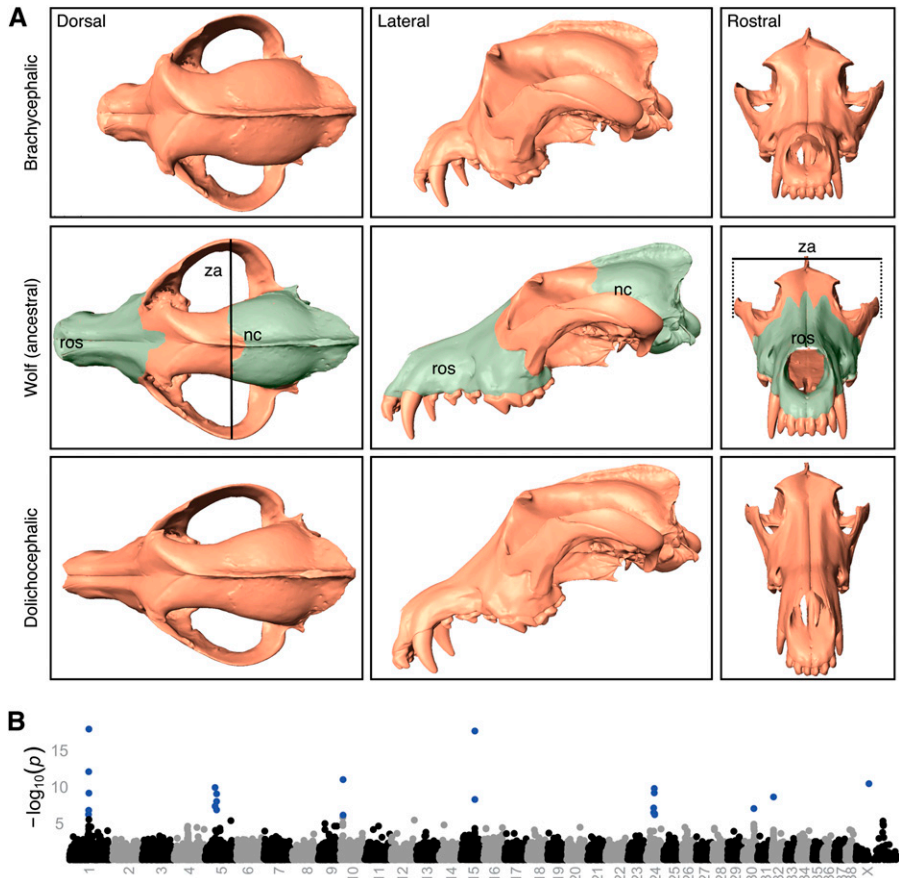 A
Dorsal
Lateral
Rostral
Brachycephalic
Wolf (ancestral)
za
ros
nc
ros
nc
za
ros
Dolichocephalic
B
−log₁₀(p)
15
10
5
1 2 3 4 5 6 7 8 9 10 11 12 13 14 15 16 17 18 19 20 21 22 23 24 25 26 27 28 29 30 31 32 33 34 35 36 37 38 X